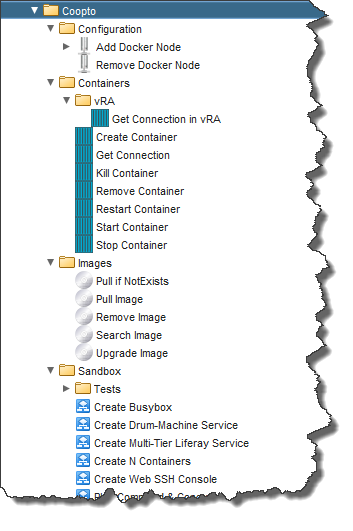 Coopto
Configuration
Add Docker Node
Remove Docker Node
Containers
vRA
Get Connection in vRA
Create Container
Get Connection
Kill Container
Remove Container
Restart Container
Start Container
Stop Container
Images
Pull if NotExists
Pull Image
Remove Image
Search Image
Upgrade Image
Sandbox
Tests
Create Busybox
Create Drum-Machine Service
Create Multi-Tier Liferay Service
Create N Containers
Create Web SSH Console